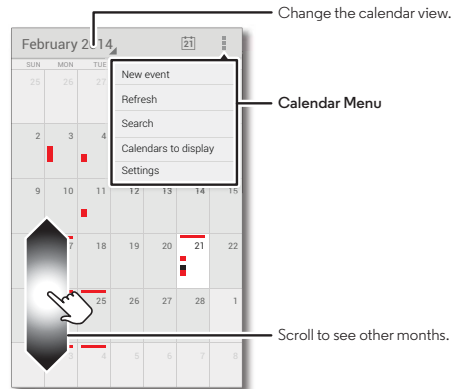 Change the calendar view.
February 2014
21
SUN MON TUE
25 26 27
New event
Refresh
Search
Calendars to display
Settings
Calendar Menu
2 3 4
9 10 11 12 13 14 15
18 19 20 21 22
25 26 27 28 1
Scroll to see other months.
3 4 5 6 7 8